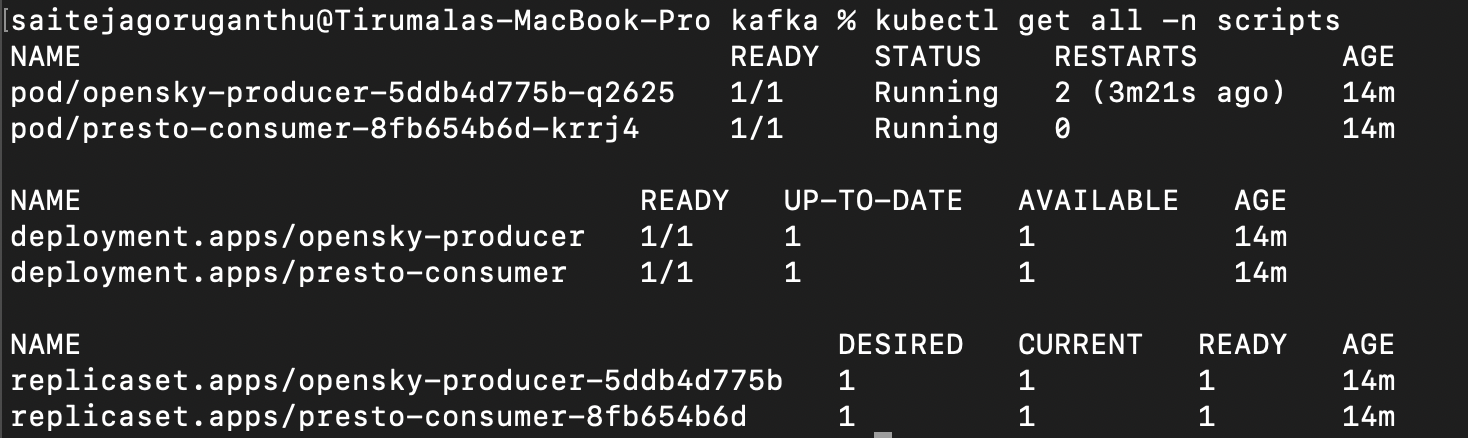 [saitejagoruganthu@Tirumalas-MacBook-Pro kafka % kubectl get all -n scripts
NAME READY STATUS RESTARTS AGE
pod/opensky-producer-5ddb4d775b-q2625 1/1 Running 2 (3m21s ago) 14m
pod/presto-consumer-8fb654b6d-krrj4 1/1 Running 0 14m
NAME READY UP-TO-DATE AVAILABLE AGE
deployment.apps/opensky-producer 1/1 1 1 14m
deployment.apps/presto-consumer 1/1 1 1 14m
NAME DESIRED CURRENT READY AGE
replicaset.apps/opensky-producer-5ddb4d775b 1 1 1 14m
replicaset.apps/presto-consumer-8fb654b6d 1 1 1 14m